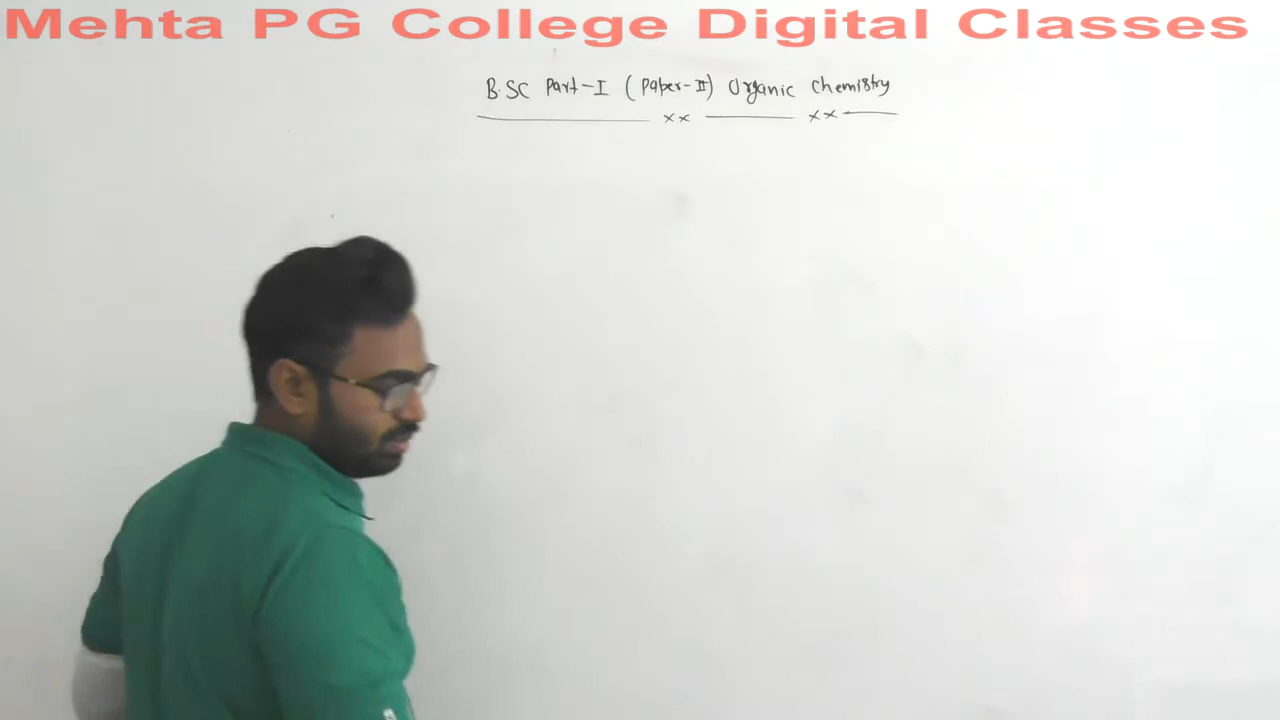 Mehta PG College Digital Classes
B.SC Part-I (Paper-II) Organic Chemistry